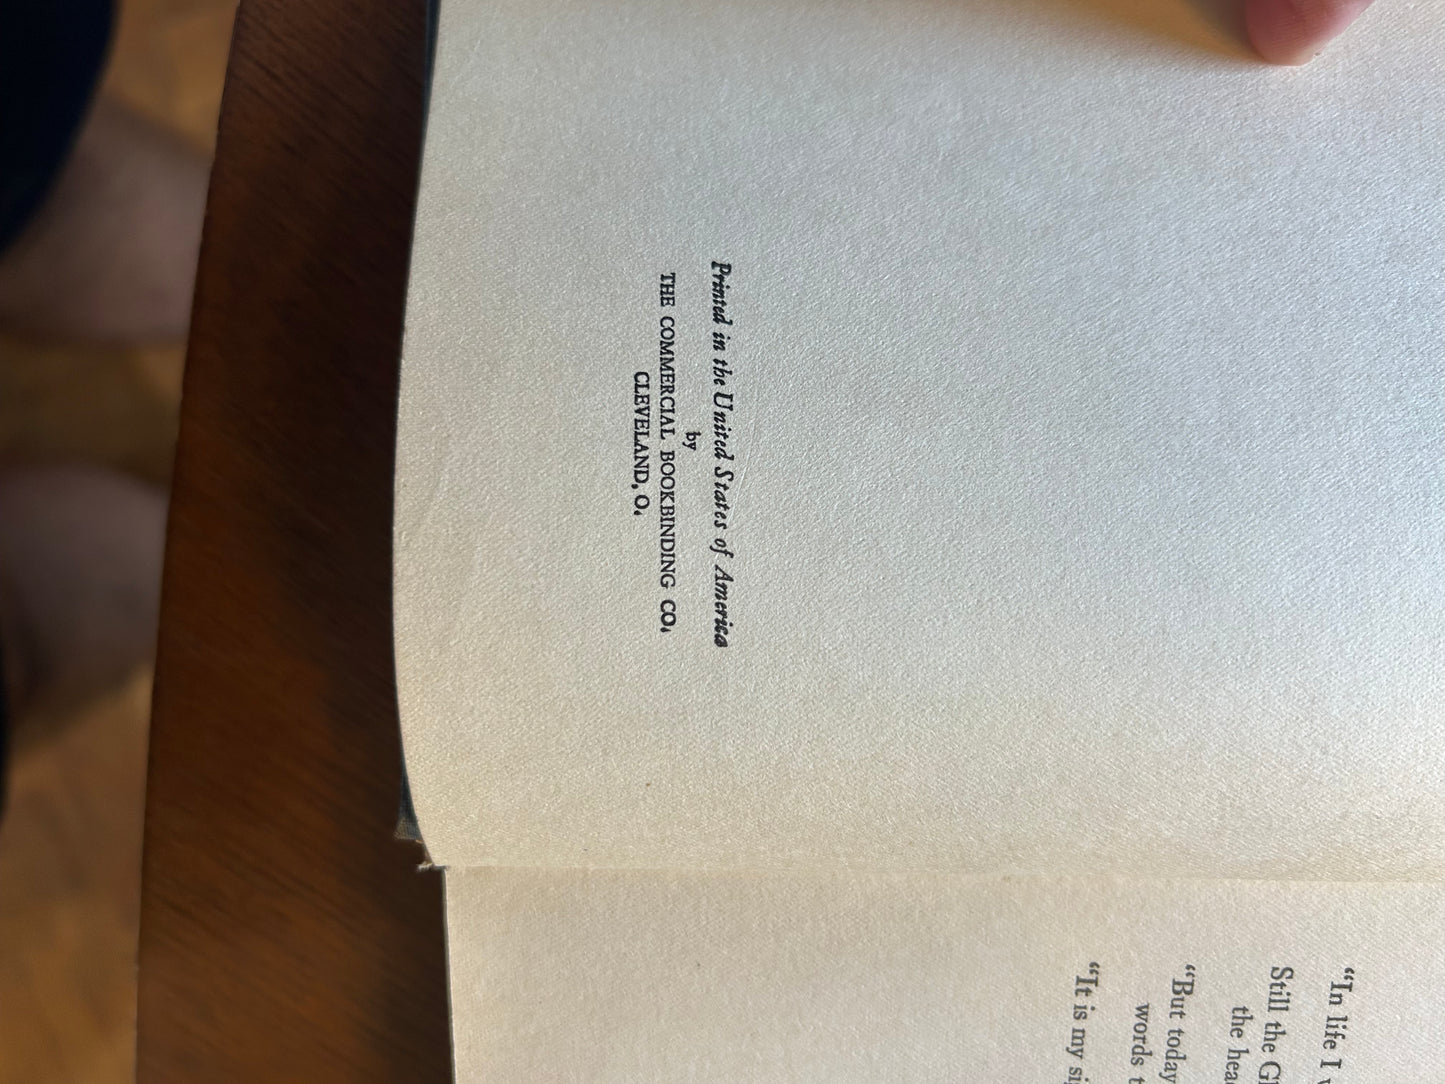 Printed in the United States of America
by
THE COMMERCIAL BOOKBINDING CO.
CLEVELAND, O.
“In life I
Still the
the
“But today
words
“It is my